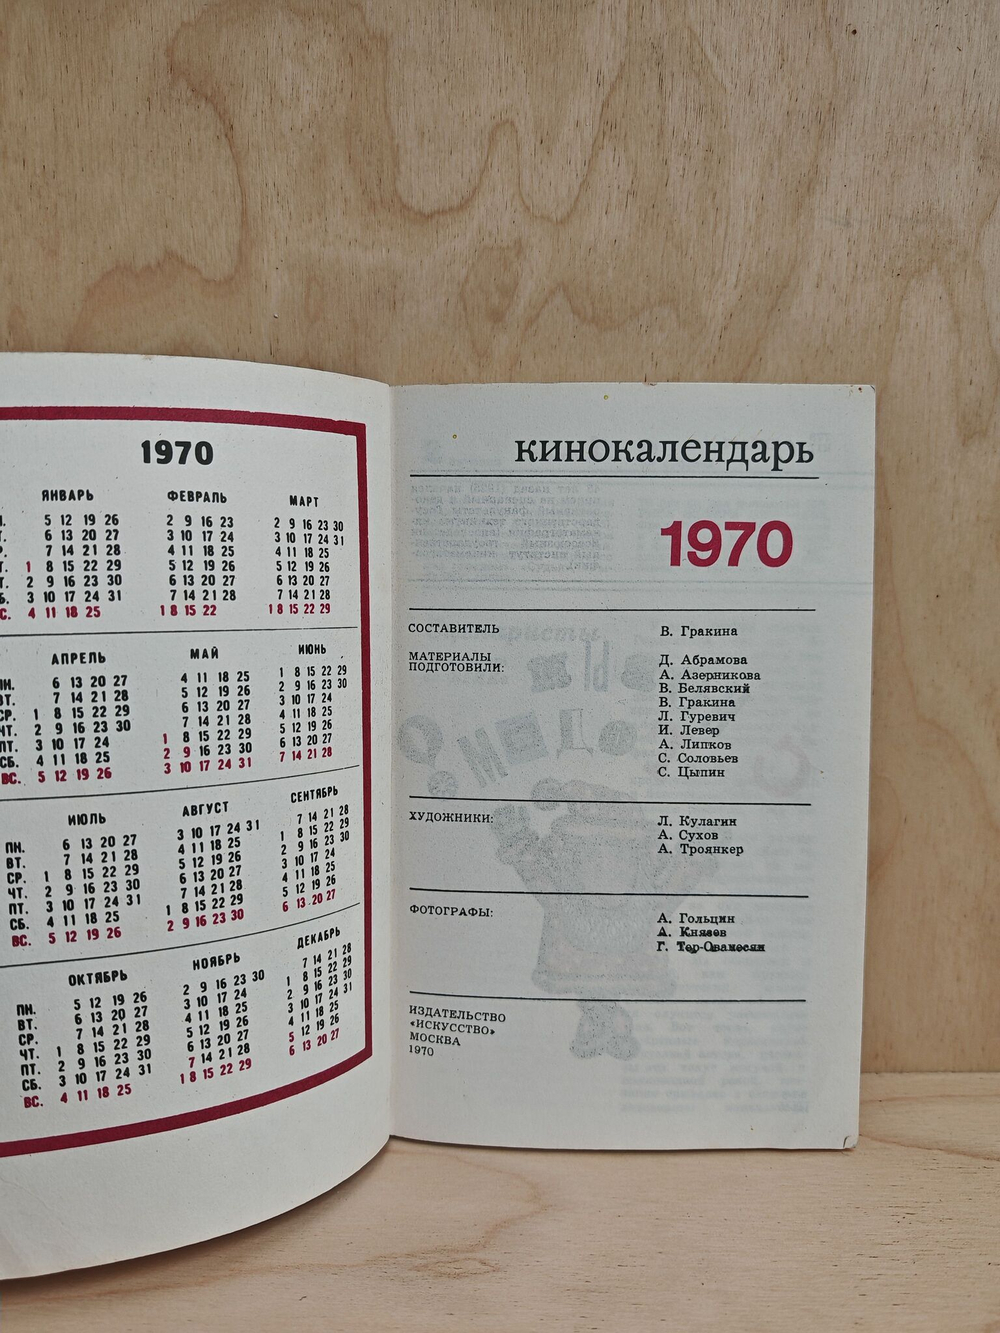 1970
ЯНВАРЬ ФЕВРАЛЬ МАРТ
5 12 19 26 2 9 16 23 2 9 16 23 30
6 13 20 27 3 10 17 24 3 10 17 24 31
7 14 21 28 4 11 18 25 4 11 18 25
1 8 15 22 29 5 12 19 26 5 12 19 26
2 9 16 23 30 6 13 20 27 6 13 20 27
3 10 17 24 31 7 14 21 28 7 14 21 28
4 11 18 25 1 8 15 22 1 8 15 22 29
АПРЕЛЬ МАЙ ИЮНЬ
ПН. 6 13 20 27 4 11 18 25 1 8 15 22 29
ВТ. 7 14 21 28 5 12 19 26 2 9 16 23 30
СР. 1 8 15 22 29 6 13 20 27 3 10 17 24
ЧТ. 2 9 16 23 30 7 14 21 28 4 11 18 25
ПТ. 3 10 17 24 1 8 15 22 29 5 12 19 26
СБ. 4 11 18 25 2 9 16 23 30 6 13 20 27
ВС. 5 12 19 26 3 10 17 24 31 7 14 21 28
ИЮЛЬ АВГУСТ СЕНТЯБРЬ
ПН. 6 13 20 27 3 10 17 24 31 7 14 21 28
ВТ. 7 14 21 28 4 11 18 25 1 8 15 22 29
СР. 1 8 15 22 29 5 12 19 26 2 9 16 23 30
ЧТ. 2 9 16 23 30 6 13 20 27 3 10 17 24
ПТ. 3 10 17 24 31 7 14 21 28 4 11 18 25
СБ. 4 11 18 25 1 8 15 22 29 5 12 19 26
ВС. 5 12 19 26 2 9 16 23 30 6 13 20 27
ОКТЯБРЬ НОЯБРЬ ДЕКАБРЬ
ПН. 5 12 19 26 2 9 16 23 30 7 14 21 28
ВТ. 6 13 20 27 3 10 17 24 1 8 15 22 29
СР. 7 14 21 28 4 11 18 25 2 9 16 23 30
ЧТ. 1 8 15 22 29 5 12 19 26 3 10 17 24 31
ПТ. 2 9 16 23 30 6 13 20 27 4 11 18 25
СБ. 3 10 17 24 31 7 14 21 28 5 12 19 26
ВС. 4 11 18 25 1 8 15 22 29 6 13 20 27
кинокалендарь
1970
СОСТАВИТЕЛЬ В. Гракина
МАТЕРИАЛЫ
ПОДГОТОВИЛИ: Д. Абрамова
А. Азерникова
В. Белявский
В. Гракина
Л. Гуревич
И. Левер
А. Липков
С. Соловьев
С. Цыпин
ХУДОЖНИКИ: Л. Кулагин
А. Сухов
А. Троянкер
ФОТОГРАФЫ: А. Гольцин
А. Князев
Г. Тер-Ованесян
ИЗДАТЕЛЬСТВО
«ИСКУССТВО»
МОСКВА
1970